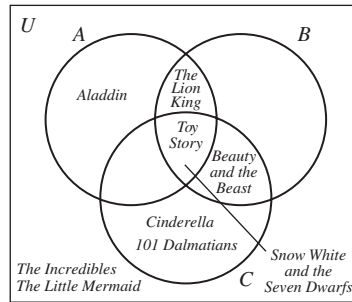 U
A
B
Aladdin
The
Lion
King
Toy
Story
Beauty
and the
Beast
Cinderella
101 Dalmatians
Snow White
and the
Seven Dwarfs
The Incredibles
The Little Mermaid
C